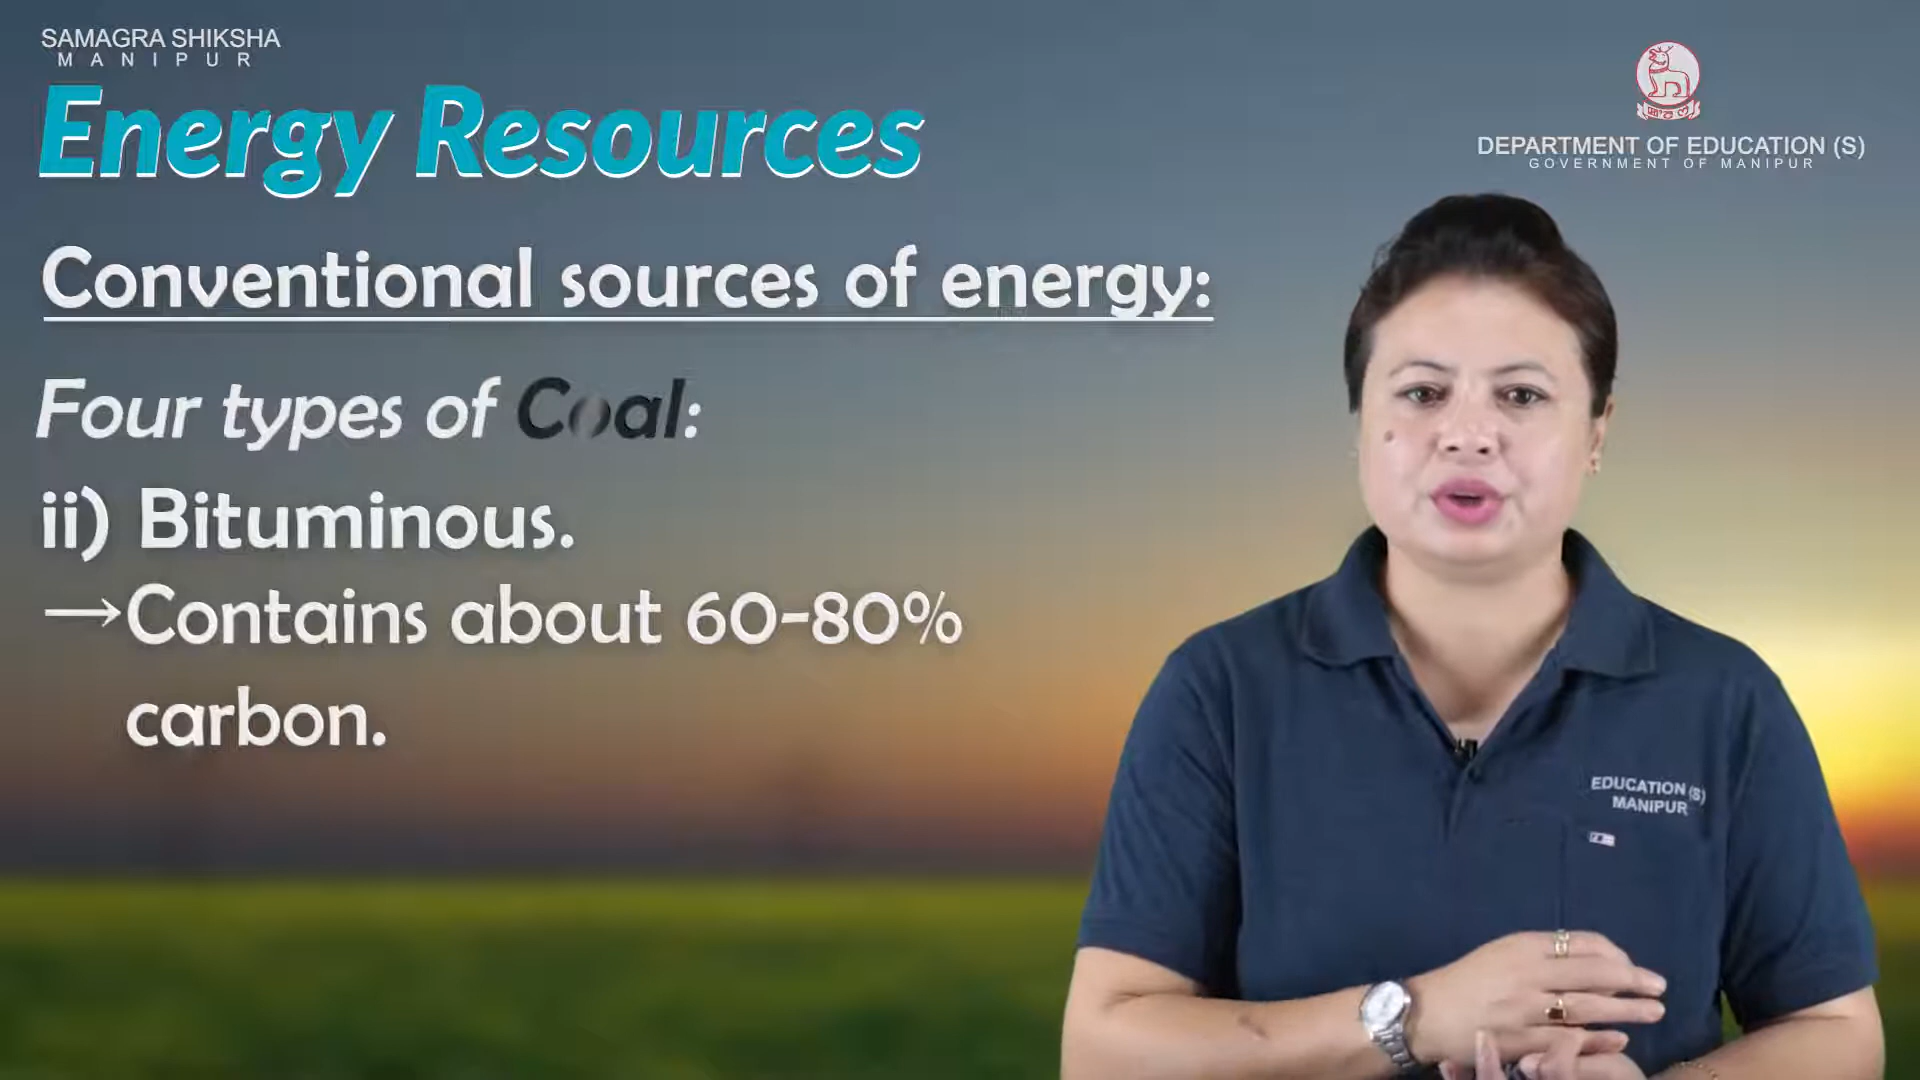 SAMAGRA SHIKSHA
MANIPUR
Energy Resources
DEPARTMENT OF EDUCATION (S)
GOVERNMENT OF MANIPUR
Conventional sources of energy:
Four types of Coal:
ii) Bituminous.
→Contains about 60-80%
carbon.
EDUCATION (S)
MANIPUR